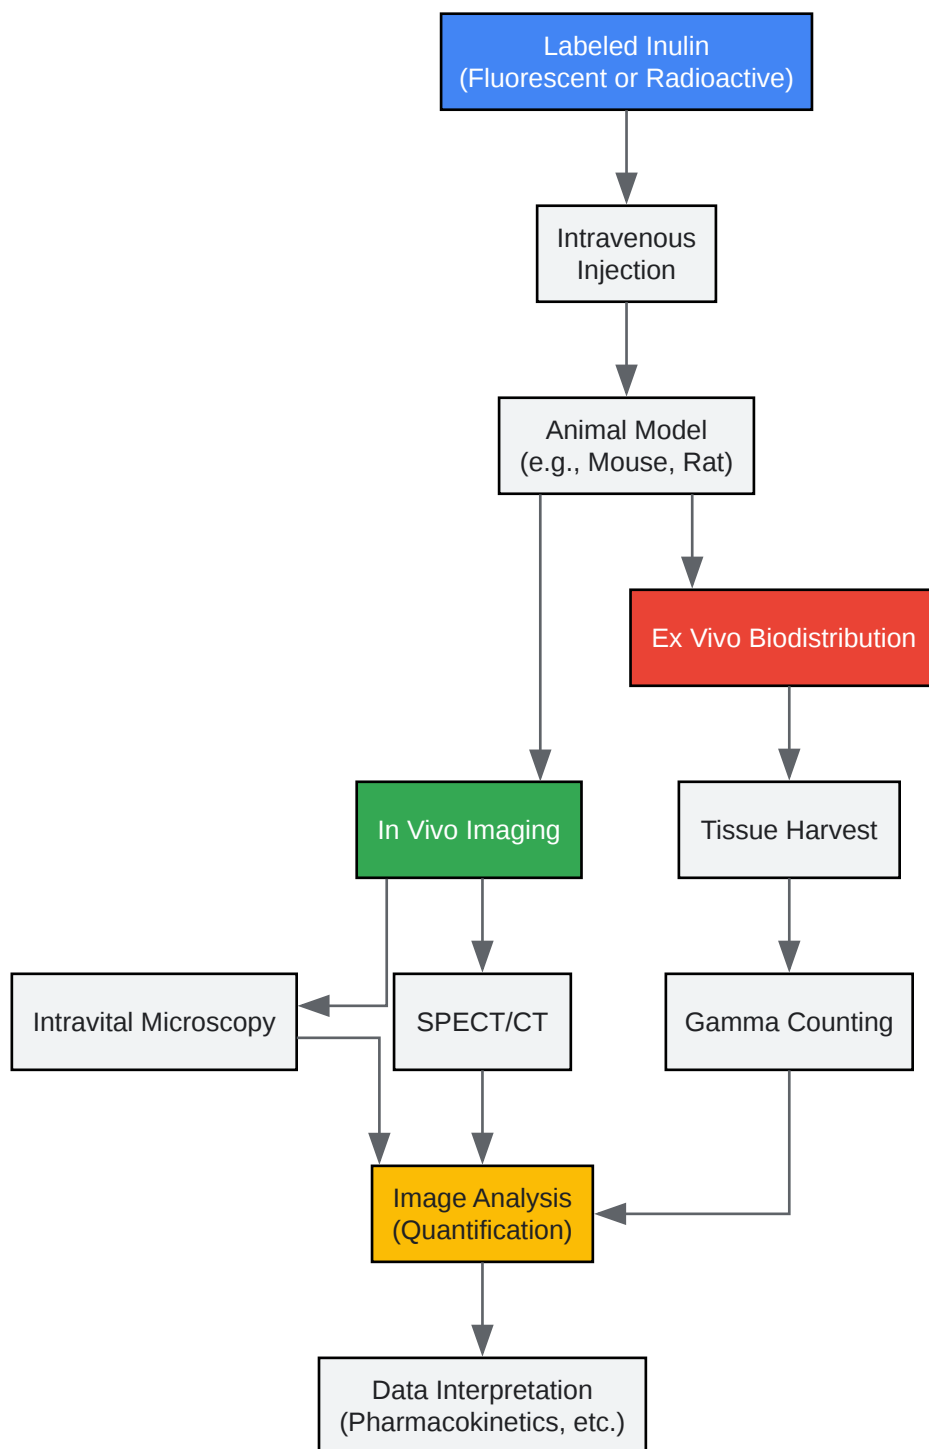 Labeled Inulin
(Fluorescent or Radioactive)
Intravenous
Injection
Animal Model
(e.g., Mouse, Rat)
Ex Vivo Biodistribution
In Vivo Imaging
Tissue Harvest
Intravital Microscopy
SPECT/CT
Gamma Counting
Image Analysis
(Quantification)
Data Interpretation
(Pharmacokinetics, etc.)